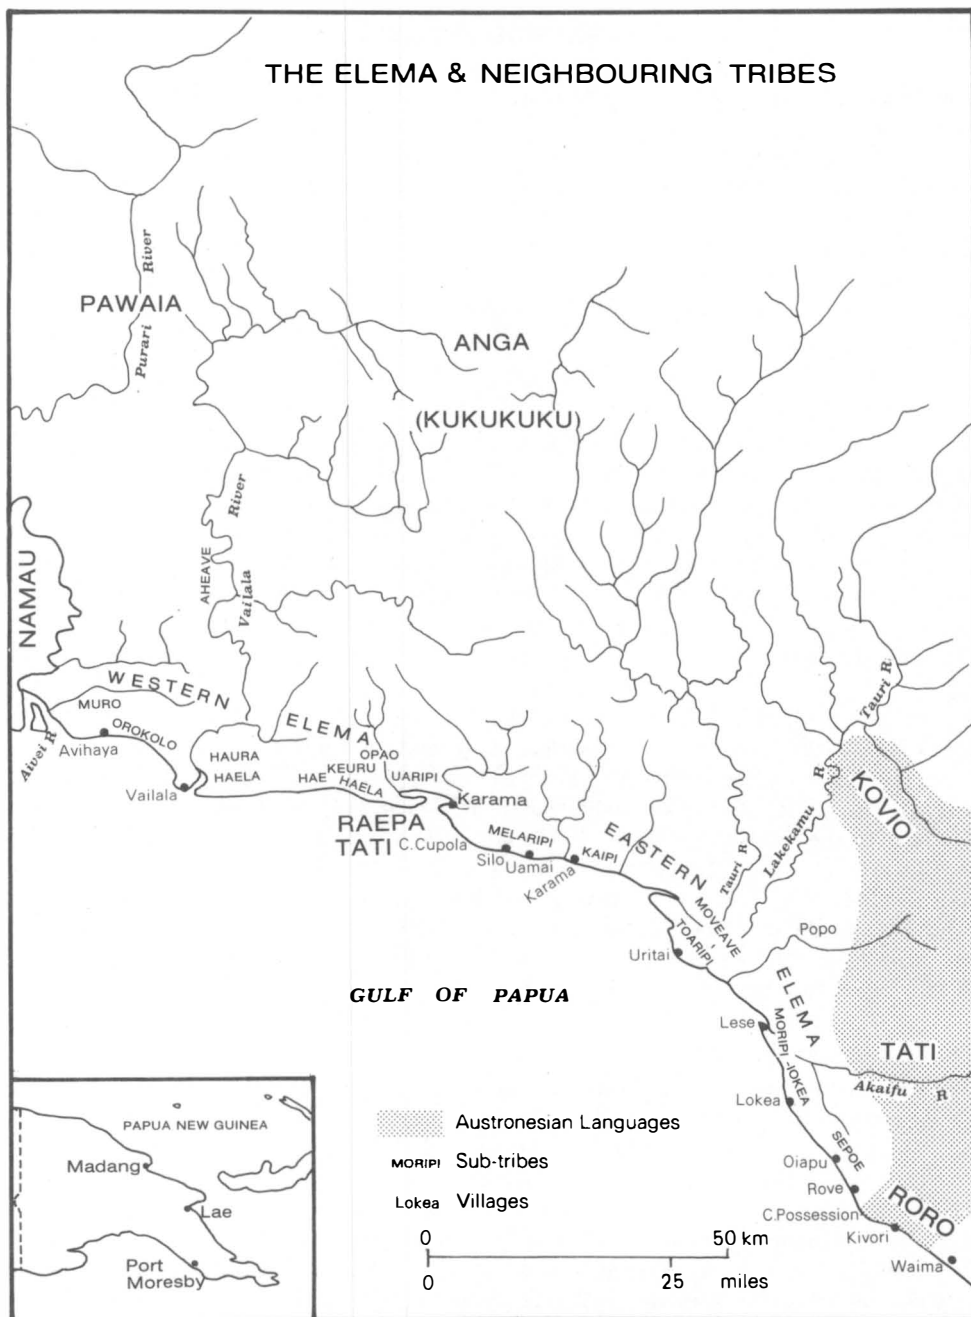 THE ELEMA & NEIGHBOURING TRIBES
River
PAWAIA
Purari
ANGA
(KUKUKUKU)
River
NAMAU
AHEAVE
Vailala
WESTERN
MURO
Tauri R.
Aivei R
Avihaya
OROKOLO
ELEMA
OPAO
HAURA
KEURU
HAELA
HAE
HAELA
UARIPI
Vailala
Karama
KOVIO
RAEPA
TATI
C.Cupola
MELARIPI
Silo
Uamai
Karama
KAIPI
EASTERN
Tauri R
Lakekamu R
MOVEAVE
TOARIPI
Popo
Uritai
ELEMA
GULF OF PAPUA
Lese
MORIPI-IOKEA
TATI
Akaifu R
Lokea
SEPOE
Oiapu
Rove
RORO
C.Possession
Kivori
Waima
PAPUA NEW GUINEA
Madang
Lae
Port
Moresby
Austronesian Languages
MORIPI Sub-tribes
Lokea Villages
0 50 km
0 25 miles